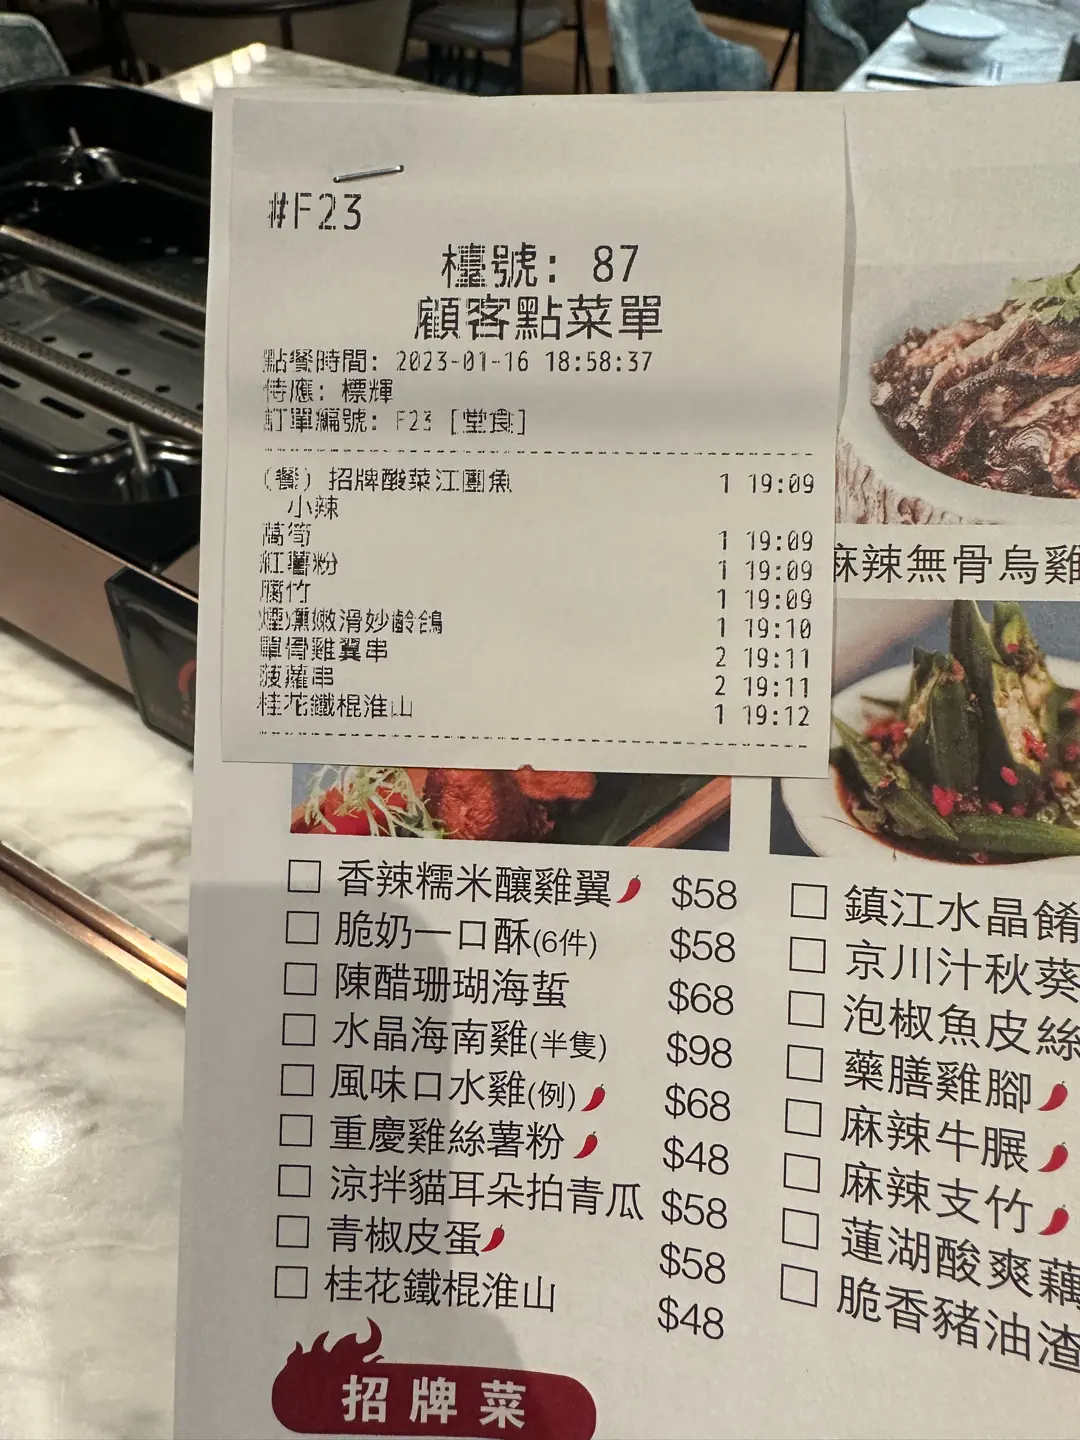 #F23
檯號: 87
顧客點菜單
點餐時間: 2023-01-16 18:58:37
侍應: 標輝
訂單編號: F23 [堂食]
(餐) 招牌酸菜江團魚 1 19:09
小辣
萵筍 1 19:09
紅薯粉 1 19:09
腐竹 1 19:09
煙燻嫩滑妙齡鴿 1 19:10
單骨雞翼串 2 19:11
菠蘿串 2 19:11
桂花鐵棍淮山 1 19:12
麻辣無骨烏雞
香辣糯米釀雞翼 $58
脆奶一口酥(6件) $58
陳醋珊瑚海蜇 $68
水晶海南雞(半隻) $98
風味口水雞(例) $68
重慶雞絲薯粉 $48
涼拌貓耳朵拍青瓜 $58
青椒皮蛋 $58
桂花鐵棍淮山 $48
鎮江水晶餚
京川汁秋葵
泡椒魚皮絲
藥膳雞腳
麻辣牛𦟌
麻辣支竹
蓮湖酸爽藕
脆香豬油渣
招牌菜